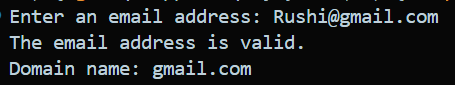 Enter an email address: Rushi@gmail.com
The email address is valid.
Domain name: gmail.com